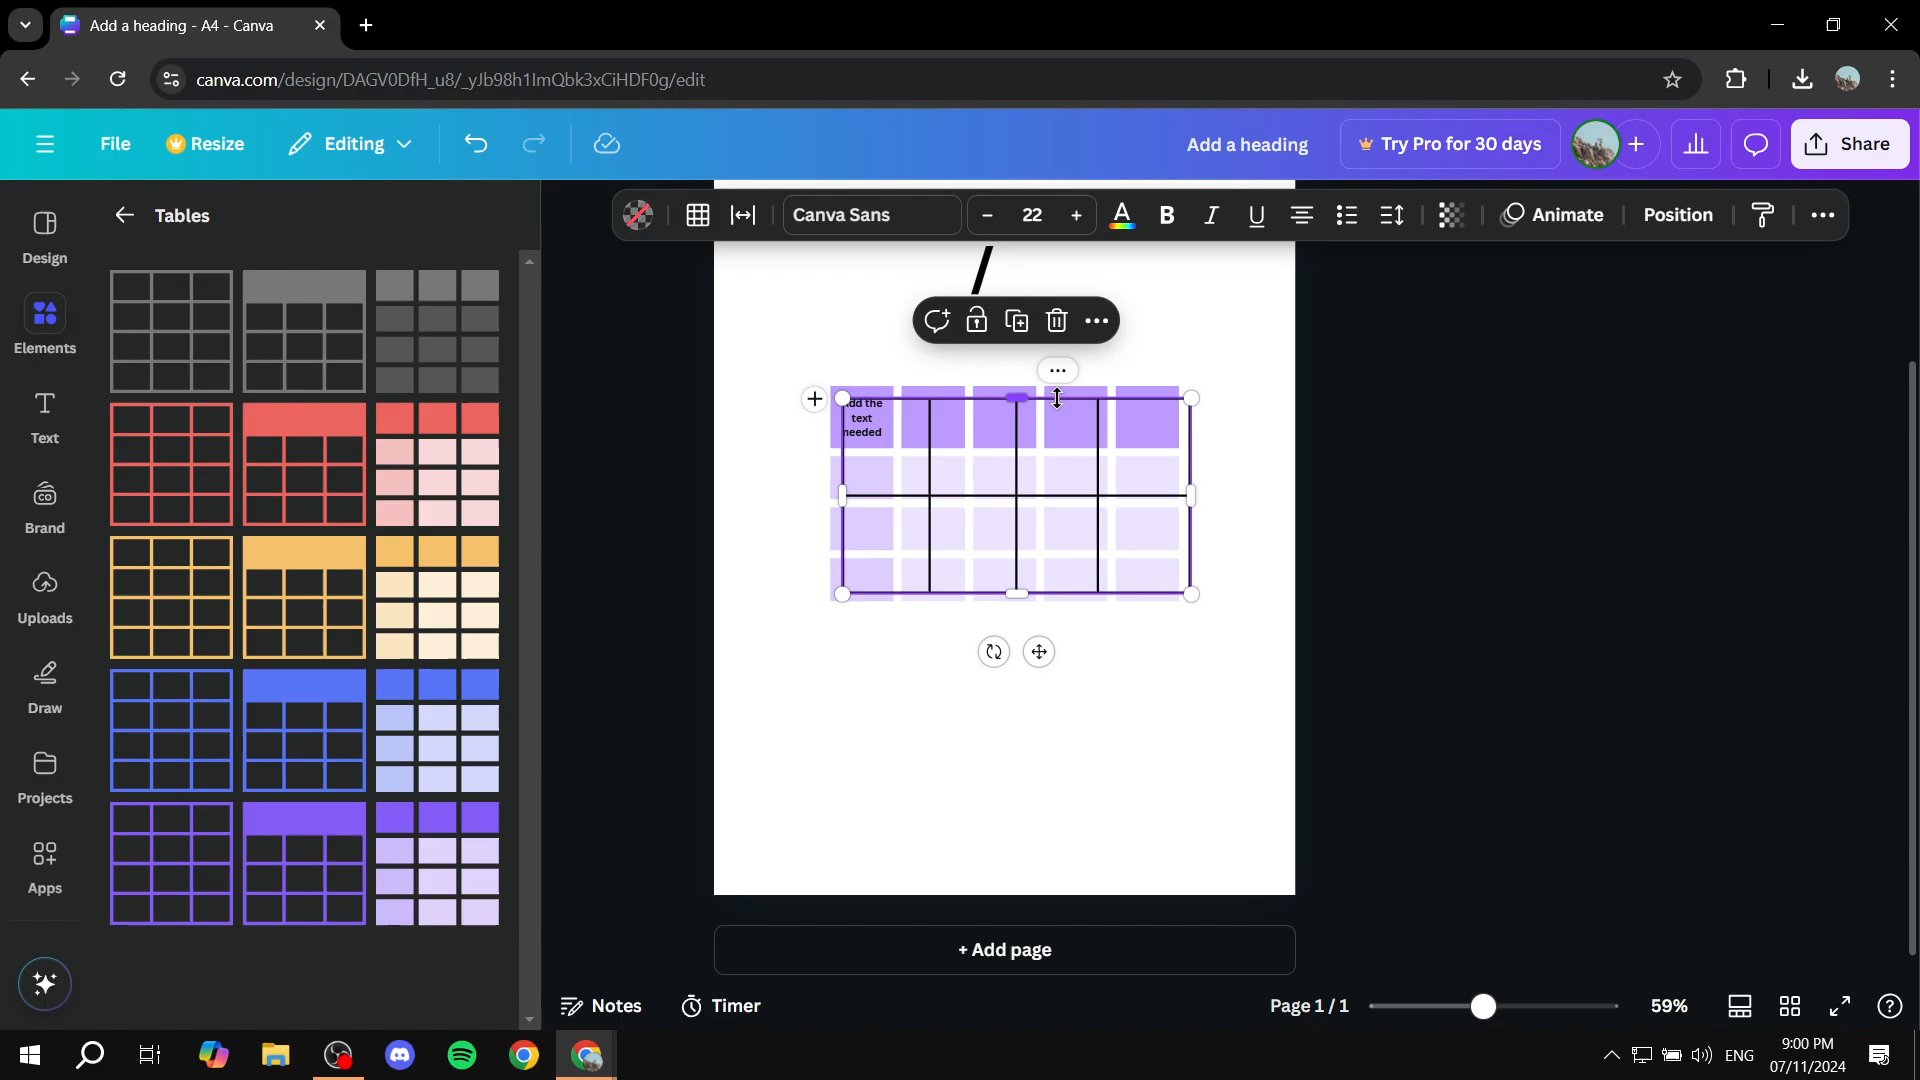 Add a heading - A4 - Canva
canva.com/design/DAGV0DfH_u8/_yJb98h1ImQbk3xCiHDF0g/edit
File
Resize
Editing
Add a heading
Try Pro for 30 days
Share
Design
Elements
Text
Brand
Uploads
Draw
Projects
Apps
Tables
Canva Sans
22
A
B
I
U
Animate
Position
/
dd the
text
needed
+ Add page
Notes
Timer
Page 1 / 1
59%
ENG
9:00 PM
07/11/2024